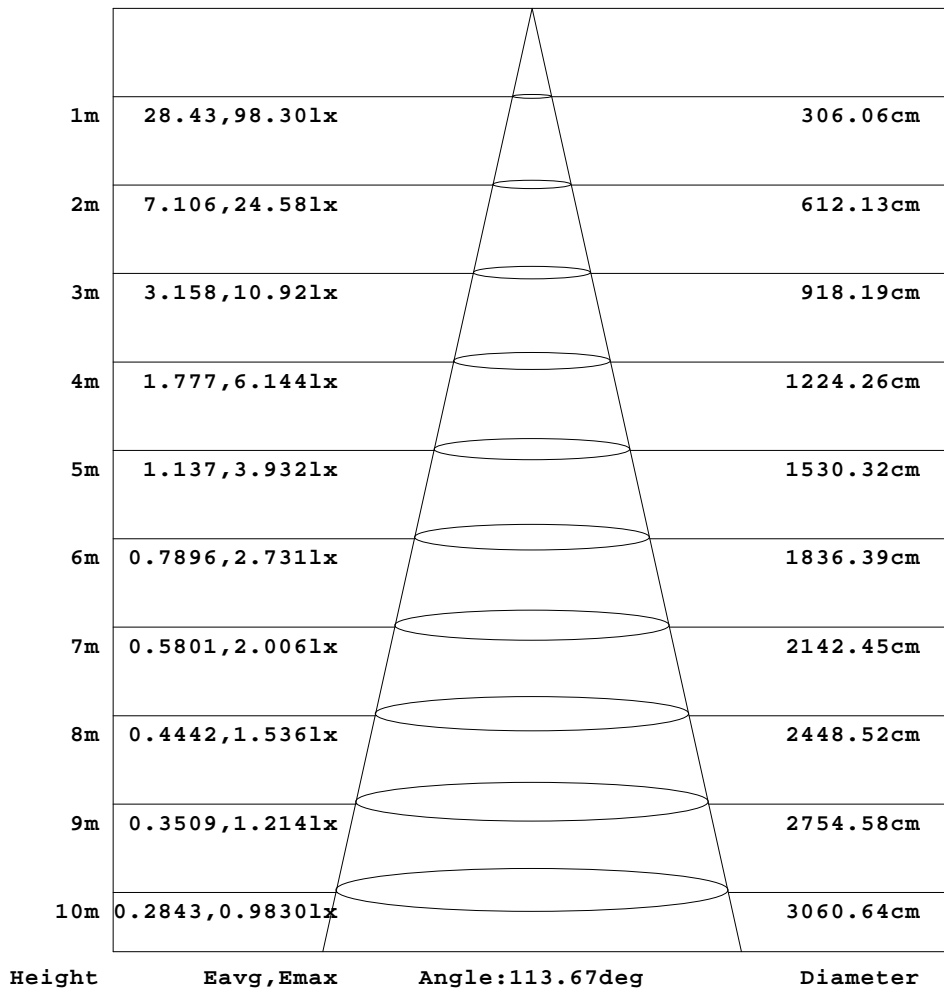 1m 28.43,98.30lx 306.06cm
2m 7.106,24.58lx 612.13cm
3m 3.158,10.92lx 918.19cm
4m 1.777,6.144lx 1224.26cm
5m 1.137,3.932lx 1530.32cm
6m 0.7896,2.731lx 1836.39cm
7m 0.5801,2.006lx 2142.45cm
8m 0.4442,1.536lx 2448.52cm
9m 0.3509,1.214lx 2754.58cm
10m 0.2843,0.9830lx 3060.64cm
Height Eavg,Emax Angle:113.67deg Diameter